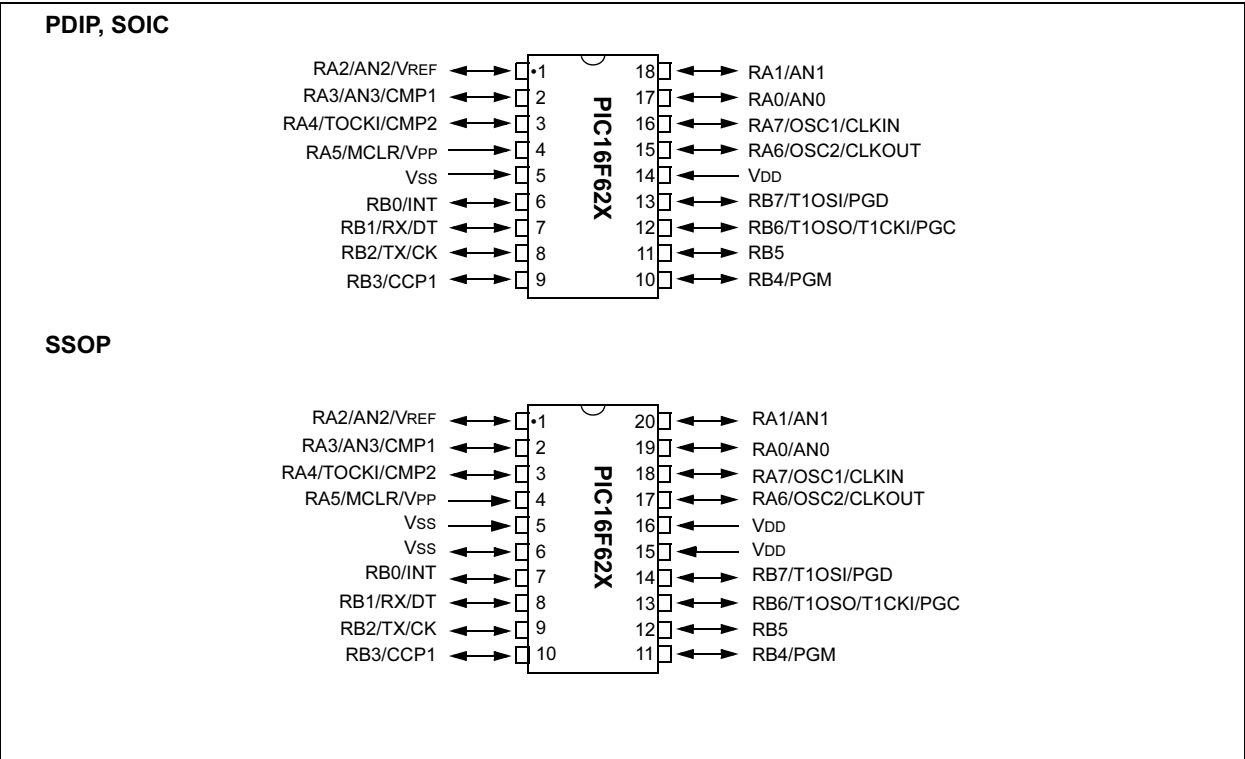 PDIP, SOIC
RA2/AN2/VREF
RA3/AN3/CMP1
RA4/TOCKI/CMP2
RA5/MCLR/VPP
VSS
RB0/INT
RB1/RX/DT
RB2/TX/CK
RB3/CCP1
•1
2
3
4
5
6
7
8
9
PIC16F62X
18
17
16
15
14
13
12
11
10
RA1/AN1
RA0/AN0
RA7/OSC1/CLKIN
RA6/OSC2/CLKOUT
VDD
RB7/T1OSI/PGD
RB6/T1OSO/T1CKI/PGC
RB5
RB4/PGM
SSOP
RA2/AN2/VREF
RA3/AN3/CMP1
RA4/TOCKI/CMP2
RA5/MCLR/VPP
VSS
VSS
RB0/INT
RB1/RX/DT
RB2/TX/CK
RB3/CCP1
•1
2
3
4
5
6
7
8
9
10
PIC16F62X
20
19
18
17
16
15
14
13
12
11
RA1/AN1
RA0/AN0
RA7/OSC1/CLKIN
RA6/OSC2/CLKOUT
VDD
VDD
RB7/T1OSI/PGD
RB6/T1OSO/T1CKI/PGC
RB5
RB4/PGM